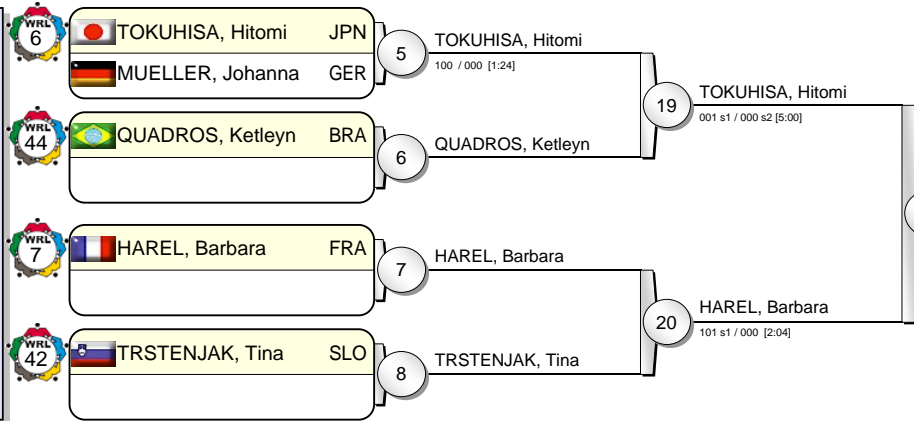 WRL
6
TOKUHISA, Hitomi JPN
MUELLER, Johanna GER
5
TOKUHISA, Hitomi
100 / 000 [1:24]
WRL
44
QUADROS, Ketleyn BRA
6
QUADROS, Ketleyn
19
TOKUHISA, Hitomi
001 s1 / 000 s2 [5:00]
WRL
7
HAREL, Barbara FRA
7
HAREL, Barbara
WRL
42
TRSTENJAK, Tina SLO
8
TRSTENJAK, Tina
20
HAREL, Barbara
101 s1 / 000 [2:04]